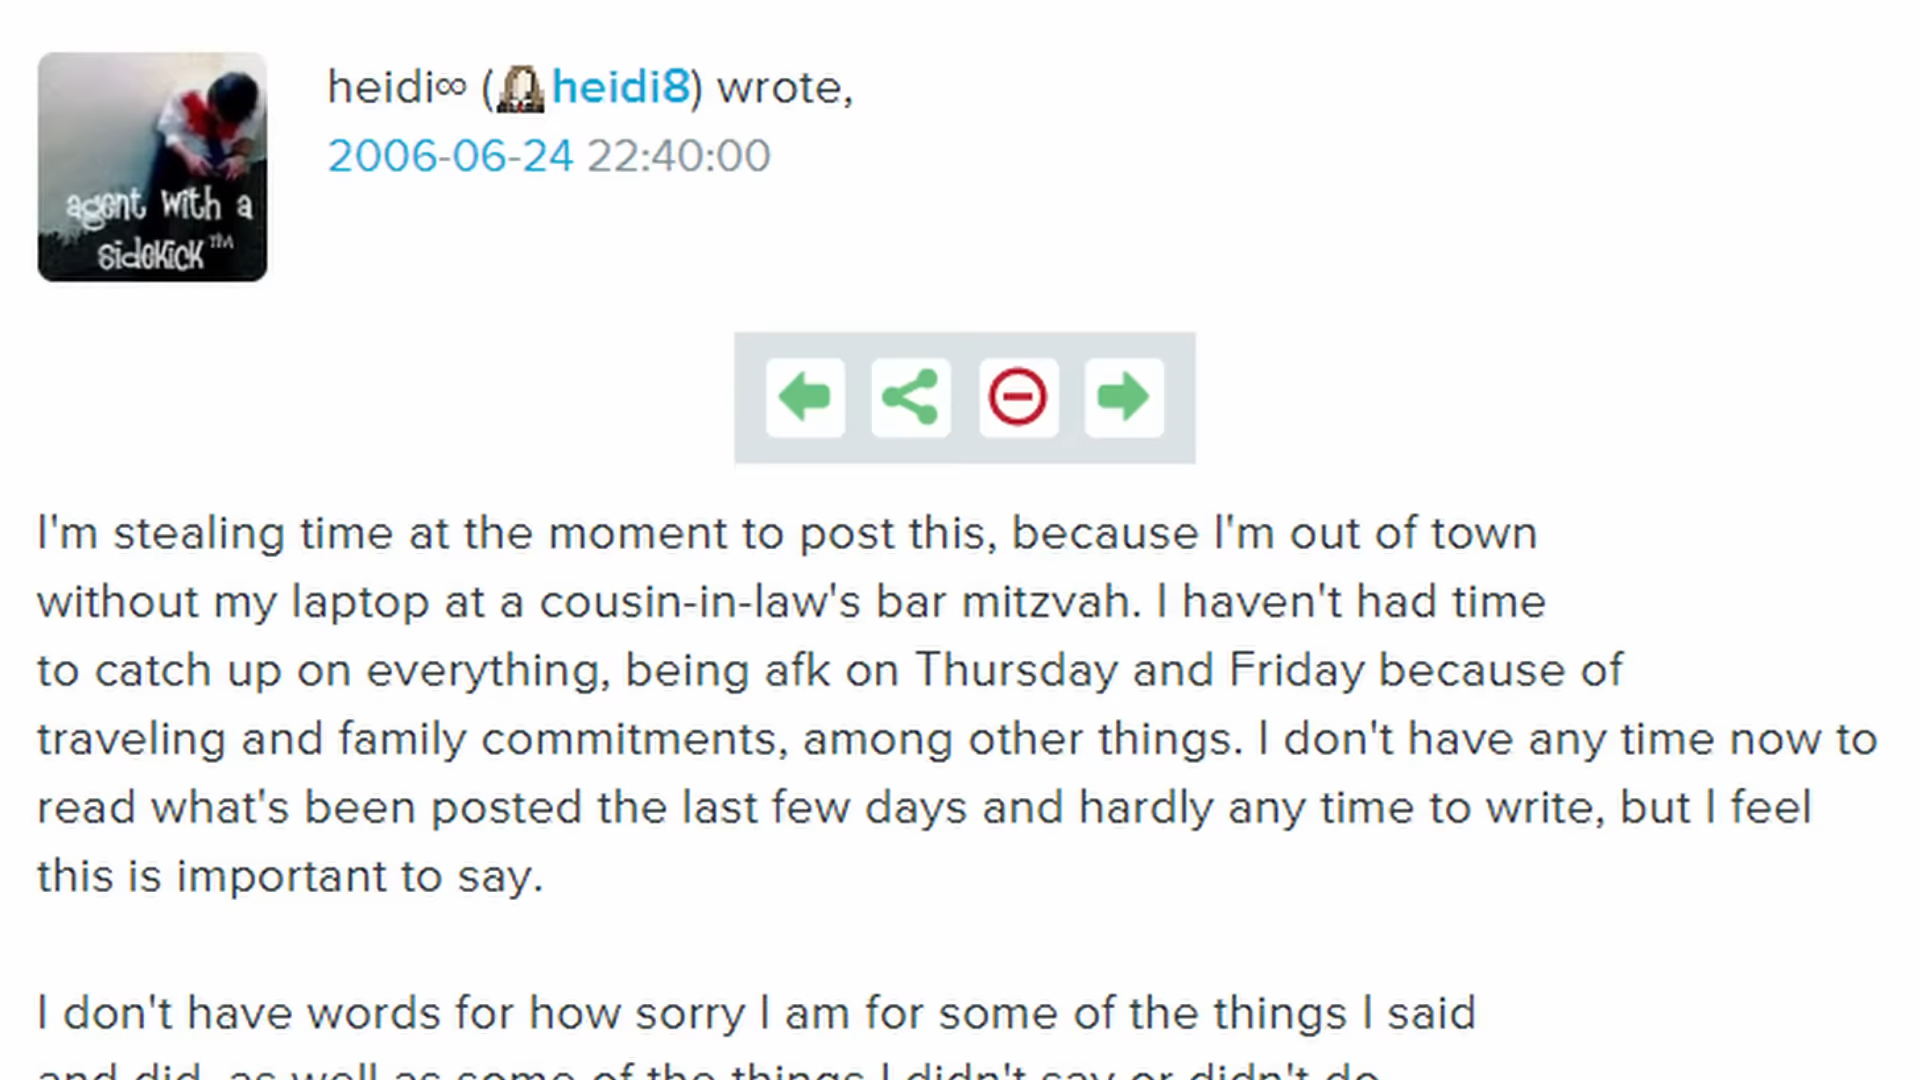 heidi∞ (heidi8) wrote,
2006-06-24 22:40:00
agent with a
sidekick™
I'm stealing time at the moment to post this, because I'm out of town
without my laptop at a cousin-in-law's bar mitzvah. I haven't had time
to catch up on everything, being afk on Thursday and Friday because of
traveling and family commitments, among other things. I don't have any time now to
read what's been posted the last few days and hardly any time to write, but I feel
this is important to say.
I don't have words for how sorry I am for some of the things I said
and did, as well as some of the things I didn't say or didn't do